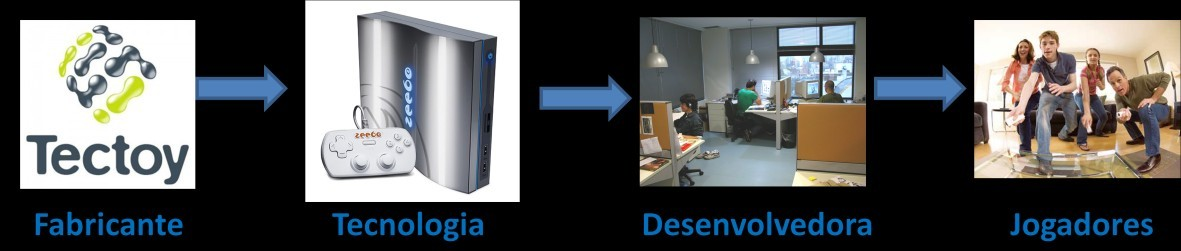 Tectoy
zeebo
zeebo
Fabricante
Tecnologia
Desenvolvedora
Jogadores